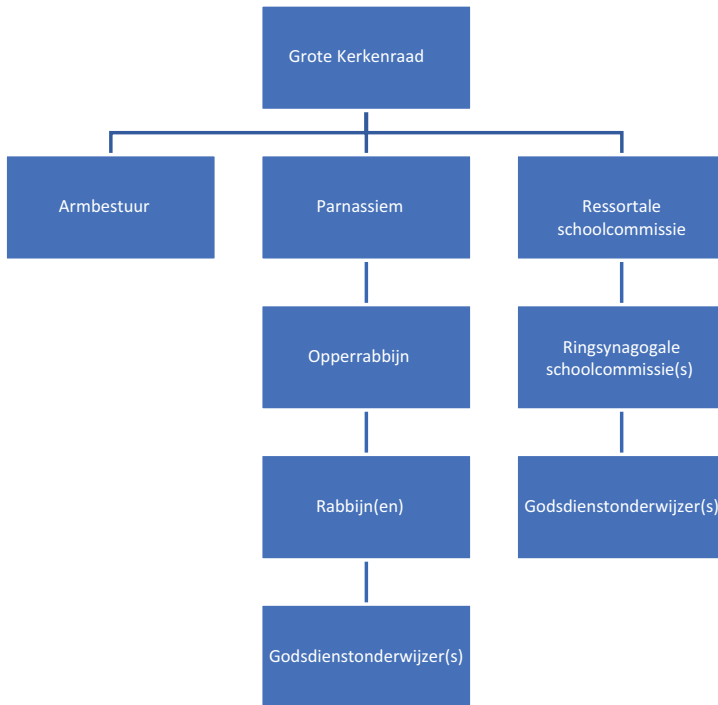 Grote Kerkenraad
Armbestuur
Parnassiem
Ressortale
schoolcommissie
Opperrabbijn
Ringsynagogale
schoolcommissie(s)
Rabbijn(en)
Godsdienstonderwijzer(s)
Godsdienstonderwijzer(s)